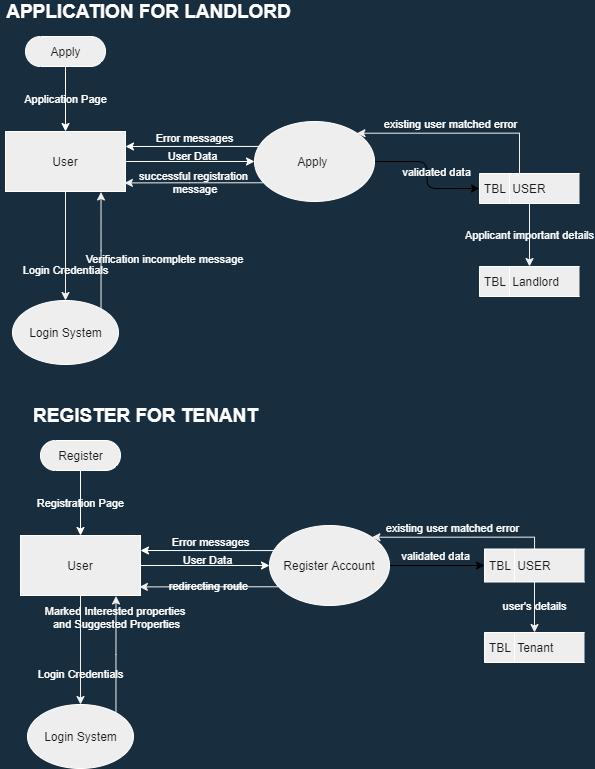 APPLICATION FOR LANDLORD
Apply
Application Page
existing user matched error
Error messages
User Data
User
Apply
successful registration
message
validated data
TBL USER
Applicant important details
Verification incomplete message
Login Credentials
TBL Landlord
Login System
REGISTER FOR TENANT
Register
Registration Page
existing user matched error
Error messages
User Data
User
Register Account
validated data
TBL USER
redirecting route
Marked Interested properties
and Suggested Properties
user's details
TBL Tenant
Login Credentials
Login System